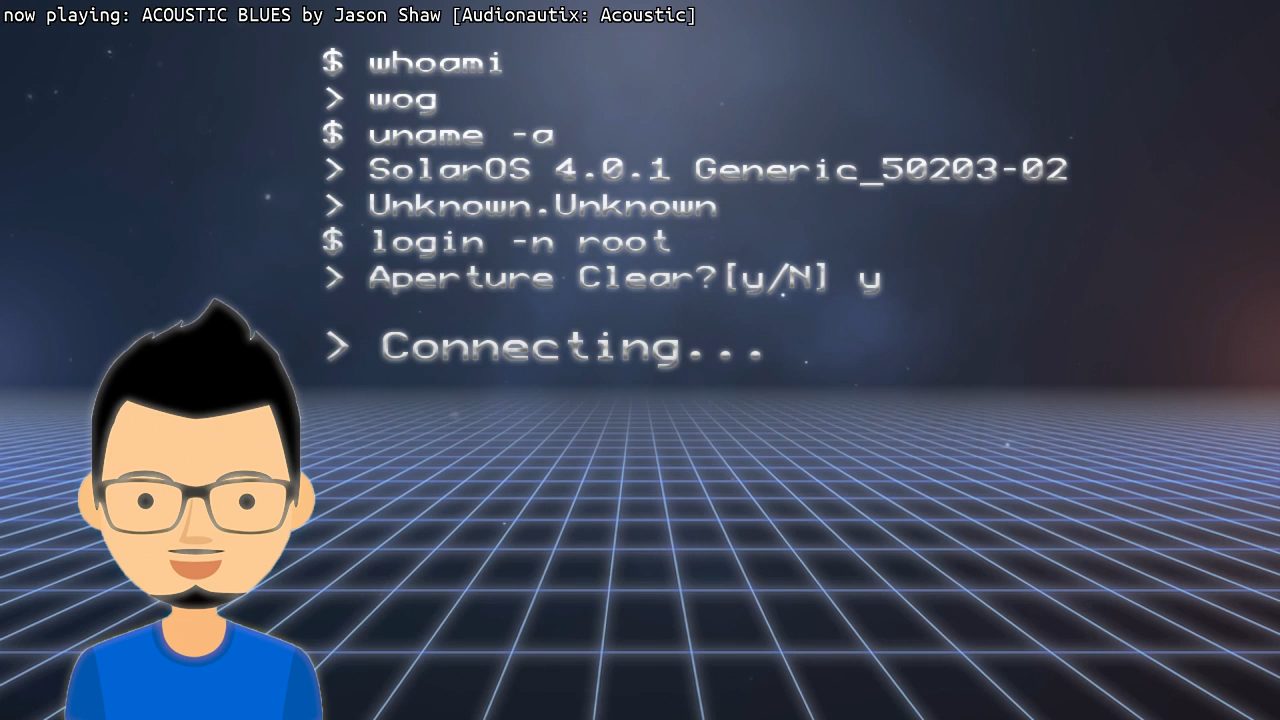 now playing: ACOUSTIC BLUES by Jason Shaw [Audionautix: Acoustic]
$ whoami
> wog
$ uname -a
> SolarOS 4.0.1 Generic_50203-02
> Unknown.Unknown
$ login -n root
> Aperture Clear?[y/N] y
> Connecting...